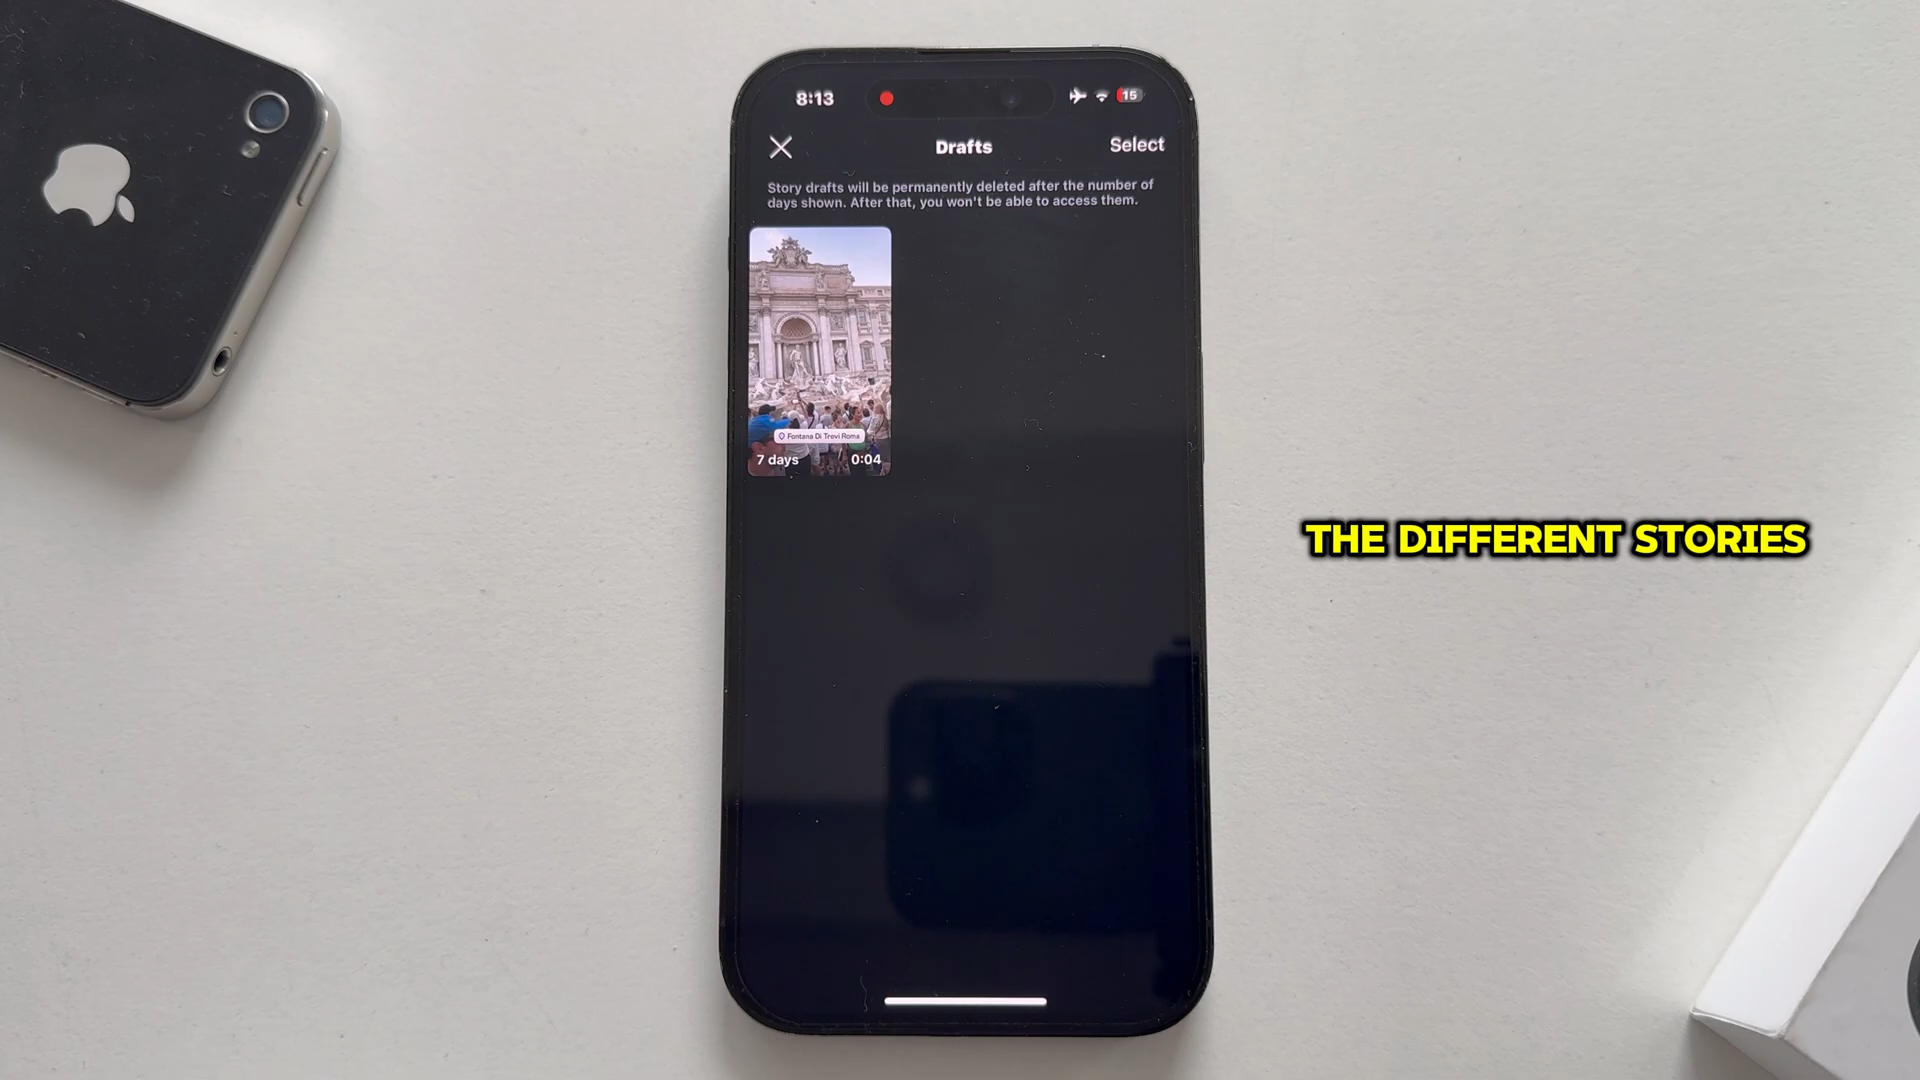 8:13
15
Drafts
Select
Story drafts will be permanently deleted after the number of
days shown. After that, you won't be able to access them.
Fontana Di Trevi Roma
7 days
0:04
THE DIFFERENT STORIES